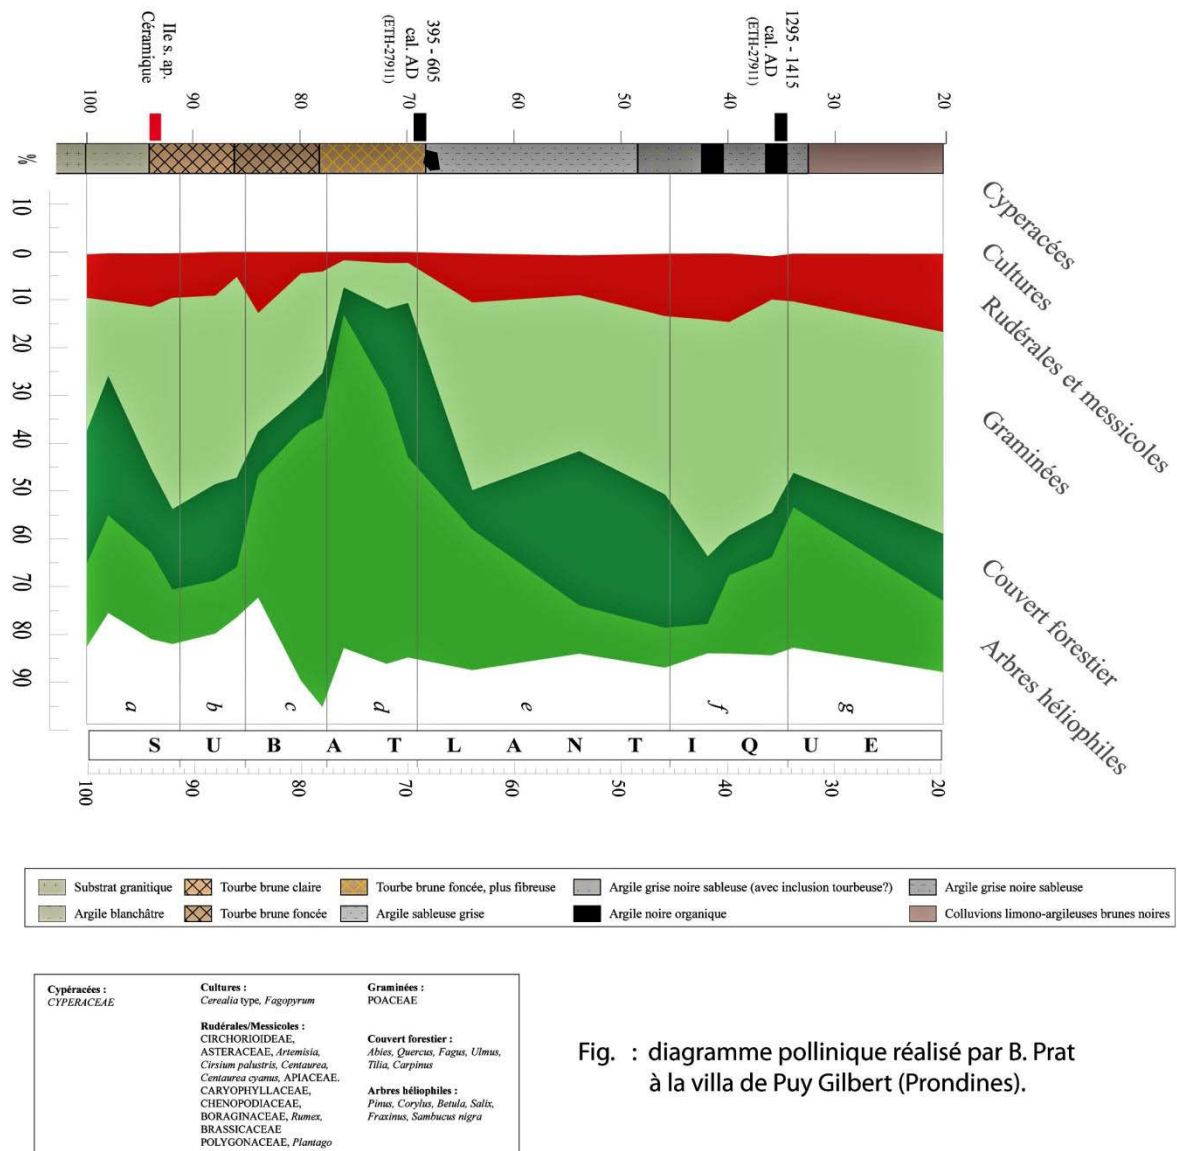 IIe s. ap.
Céramique
395 - 605
cal. AD
(ETH-27911)
1295 - 1415
cal. AD
(ETH-27911)
100
90
80
70
60
50
40
30
20
%
10
0
10
20
30
40
50
60
70
80
90
Cyperacées
Cultures
Rudérales et messicoles
Graminées
Couvert forestier
Arbres héliophiles
a b c d e f g
S U B A T L A N T I Q U E
100 90 80 70 60 50 40 30 20
Substrat granitique
Argile blanchâtre
Tourbe brune claire
Tourbe brune foncée
Tourbe brune foncée, plus fibreuse
Argile sableuse grise
Argile grise noire sableuse (avec inclusion tourbeuse?)
Argile noire organique
Argile grise noire sableuse
Colluvions limono-argileuses brunes noires
Cypéracées :
CYPERACEAE
Cultures :
Cerealia type, Fagopyrum
Rudérales/Messicoles :
CIRCHORIOIDEAE,
ASTERACEAE, Artemisia,
Cirsium palustris, Centaurea,
Centaurea cyanus, APIACEAE.
CARYOPHYLLACEAE,
CHENOPODIACEAE,
BORAGINACEAE, Rumex,
BRASSICACEAE
POLYGONACEAE, Plantago
Graminées :
POACEAE
Couvert forestier :
Abies, Quercus, Fagus, Ulmus,
Tilia, Carpinus
Arbres héliophiles :
Pinus, Corylus, Betula, Salix,
Fraxinus, Sambucus nigra
Fig. : diagramme pollinique réalisé par B. Prat
à la villa de Puy Gilbert (Prondines).